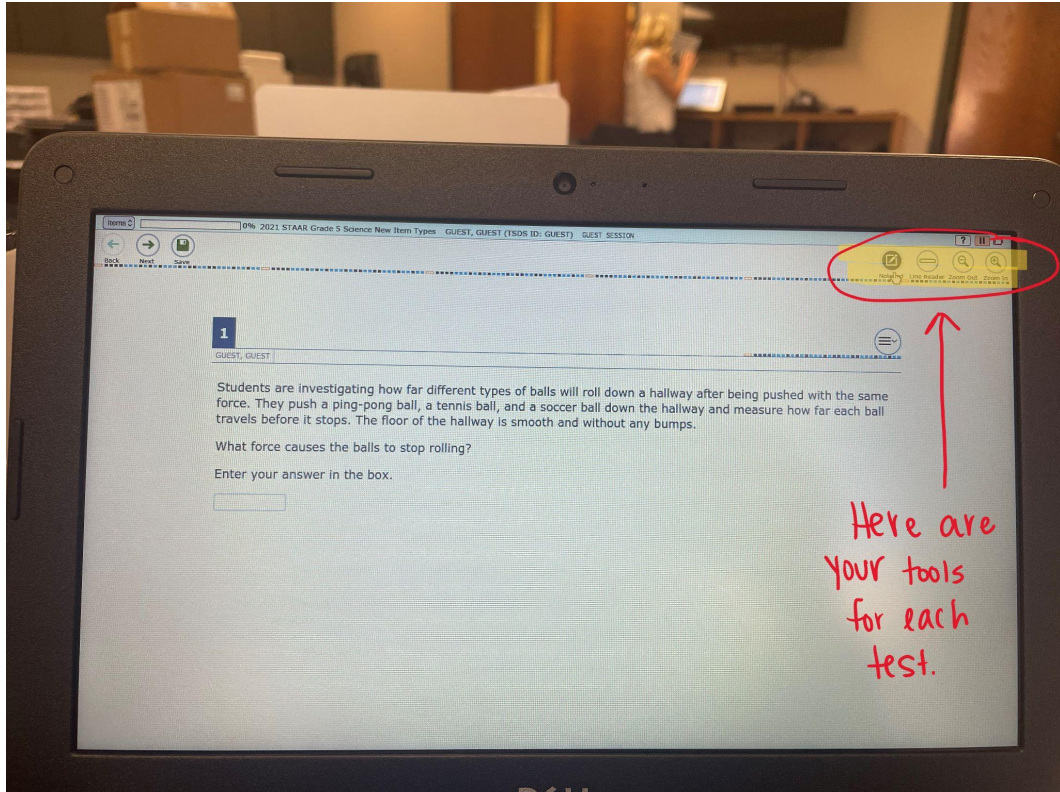 Items
0% 2021 STAAR Grade 5 Science New Item Types GUEST, GUEST (TSDS ID: GUEST) GUEST SESSION
?
Back Next Save
Notepad Line Reader Zoom Out Zoom In
1
GUEST, GUEST
Students are investigating how far different types of balls will roll down a hallway after being pushed with the same
force. They push a ping-pong ball, a tennis ball, and a soccer ball down the hallway and measure how far each ball
travels before it stops. The floor of the hallway is smooth and without any bumps.
What force causes the balls to stop rolling?
Enter your answer in the box.
Here are
your tools
for each
test.
DELL